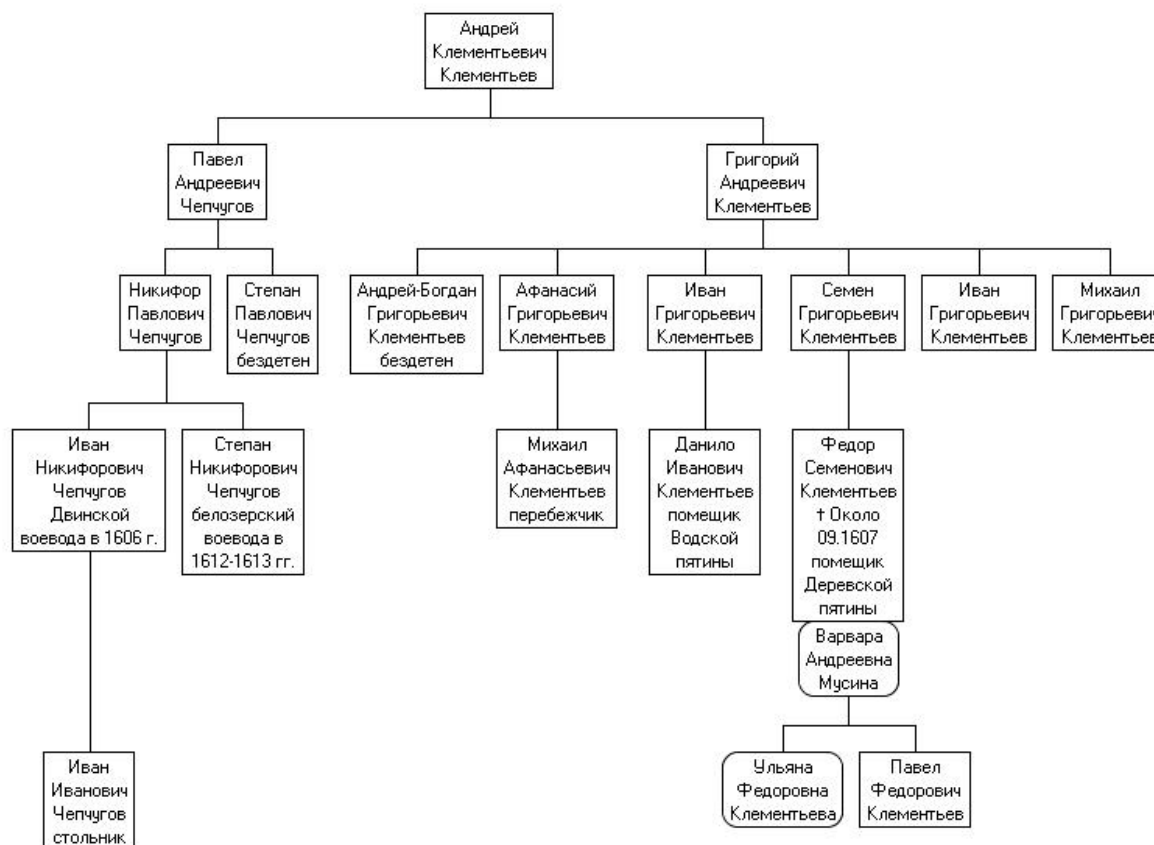 Андрей
Клементьевич
Клементьев
Павел
Андреевич
Чепчугов
Григорий
Андреевич
Клементьев
Никифор
Павлович
Чепчугов
Степан
Павлович
Чепчугов
бездетен
Андрей-Богдан
Григорьевич
Клементьев
бездетен
Афанасий
Григорьевич
Клементьев
Иван
Григорьевич
Клементьев
Семен
Григорьевич
Клементьев
Иван
Григорьевич
Клементьев
Михаил
Григорьевич
Клементьев
Иван
Никифорович
Чепчугов
Двинской
воевода в 1606 г.
Степан
Никифорович
Чепчугов
белозерский
воевода в
1612-1613 гг.
Михаил
Афанасьевич
Клементьев
перебежчик
Данило
Иванович
Клементьев
помещик
Водской
пятины
Федор
Семенович
Клементьев
† Около
09.1607
помещик
Деревской
пятины
Варвара
Андреевна
Мусина
Иван
Иванович
Чепчугов
стольник
Ульяна
Федоровна
Клементьева
Павел
Федорович
Клементьев